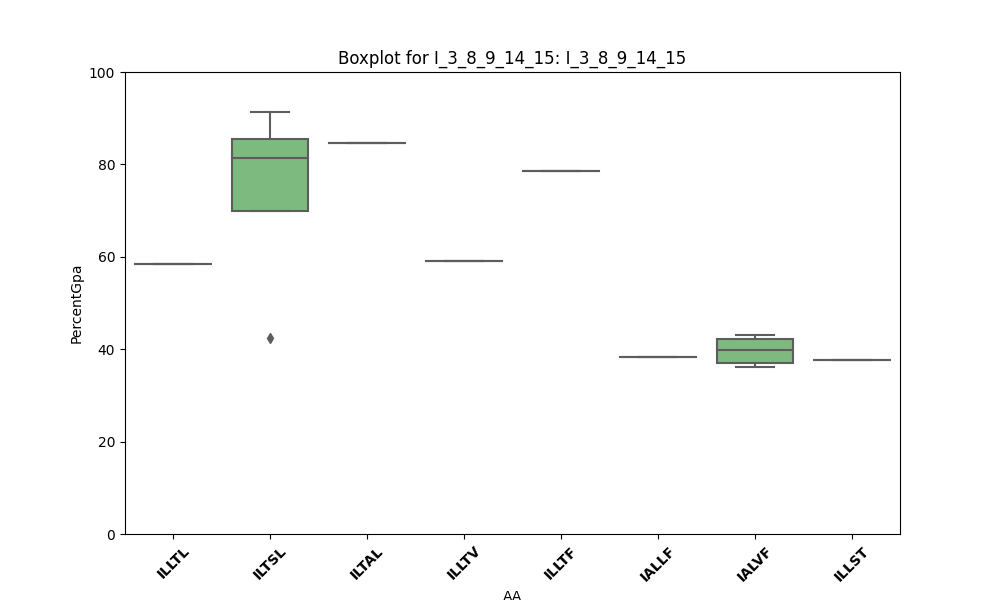 Boxplot for I_3_8_9_14_15: I_3_8_9_14_15
100
80
60
40
20
0
PercentGpa
ILLTL
ILTSL
ILTAL
ILLTV
ILLTF
IALLF
IALVF
ILLST
AA